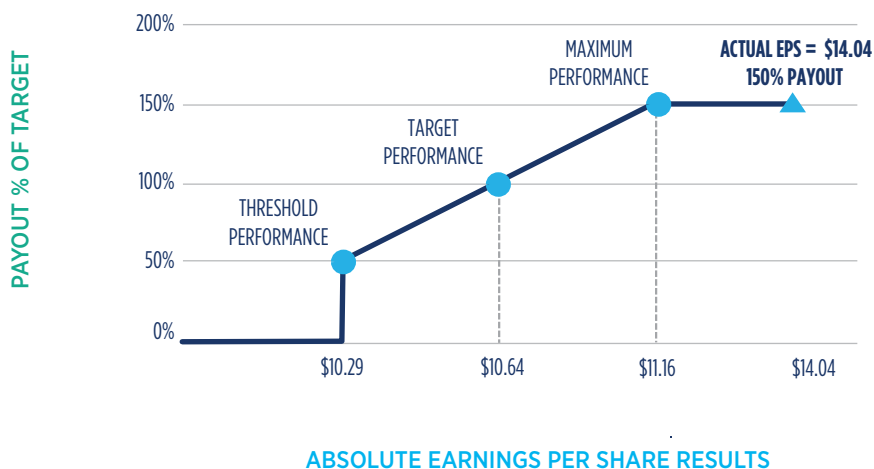 PAYOUT % OF TARGET
200%
150%
100%
50%
0%
THRESHOLD
PERFORMANCE
TARGET
PERFORMANCE
MAXIMUM
PERFORMANCE
ACTUAL EPS = $14.04
150% PAYOUT
$10.29
$10.64
$11.16
$14.04
ABSOLUTE EARNINGS PER SHARE RESULTS